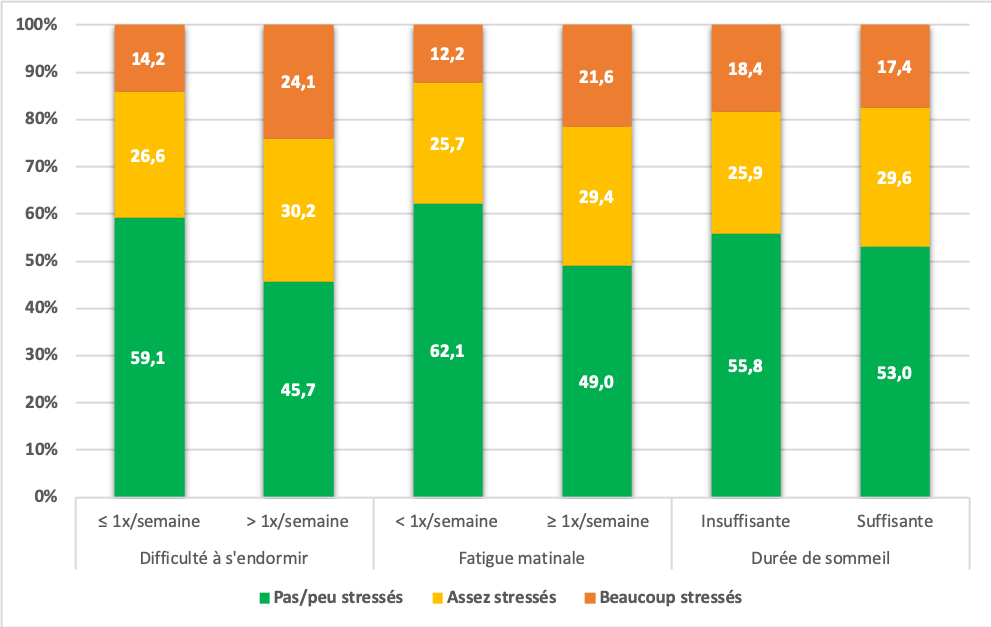 100%
90%
80%
70%
60%
50%
40%
30%
20%
10%
0%
14,2
26,6
59,1
24,1
30,2
45,7
12,2
25,7
62,1
21,6
29,4
49,0
18,4
25,9
55,8
17,4
29,6
53,0
≤ 1x/semaine
> 1x/semaine
< 1x/semaine
≥ 1x/semaine
Insuffisante
Suffisante
Difficulté à s'endormir
Fatigue matinale
Durée de sommeil
Pas/peu stressés
Assez stressés
Beaucoup stressés